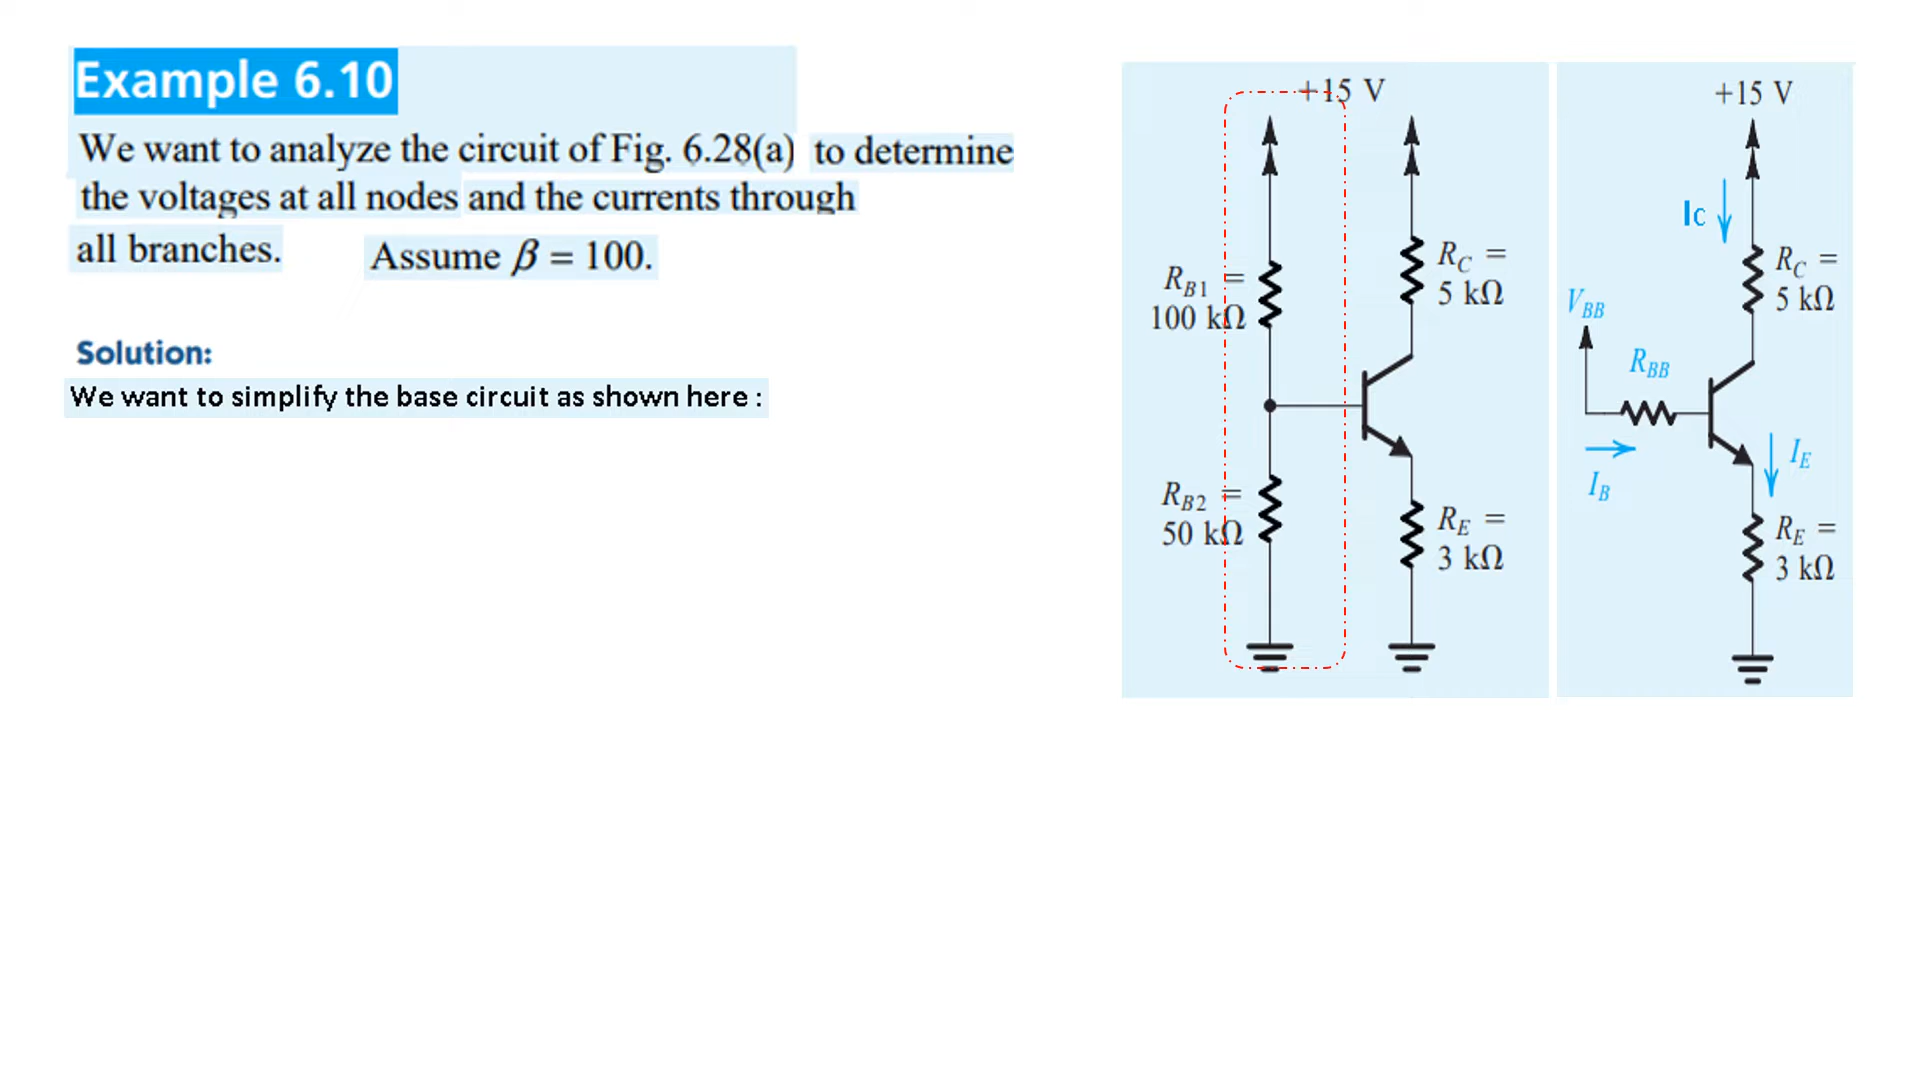 Example 6.10
We want to analyze the circuit of Fig. 6.28(a) to determine
the voltages at all nodes and the currents through
all branches. Assume β = 100.
Solution:
We want to simplify the base circuit as shown here :
+15 V
R_B1 =
100 kΩ
R_C =
5 kΩ
R_B2 =
50 kΩ
R_E =
3 kΩ
+15 V
Ic
R_C =
5 kΩ
V_BB
R_BB
I_B
I_E
R_E =
3 kΩ